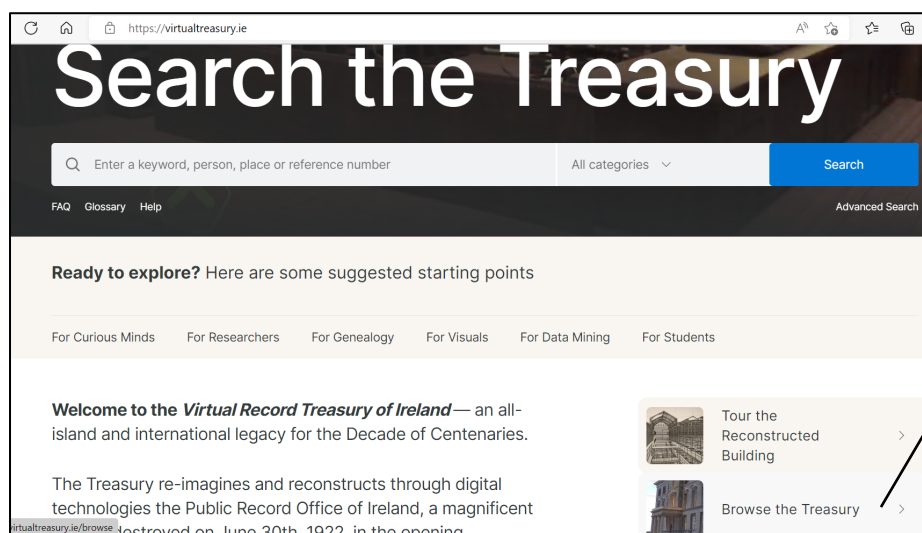 https://virtualtreasury.ie
Search the Treasury
Enter a keyword, person, place or reference number All categories Search
FAQ Glossary Help Advanced Search
Ready to explore? Here are some suggested starting points
For Curious Minds For Researchers For Genealogy For Visuals For Data Mining For Students
Welcome to the Virtual Record Treasury of Ireland — an all-
island and international legacy for the Decade of Centenaries.
The Treasury re-imagines and reconstructs through digital
technologies the Public Record Office of Ireland, a magnificent
destroyed on June 30th, 1922, in the opening
Tour the
Reconstructed
Building
Browse the Treasury
virtualtreasury.ie/browse